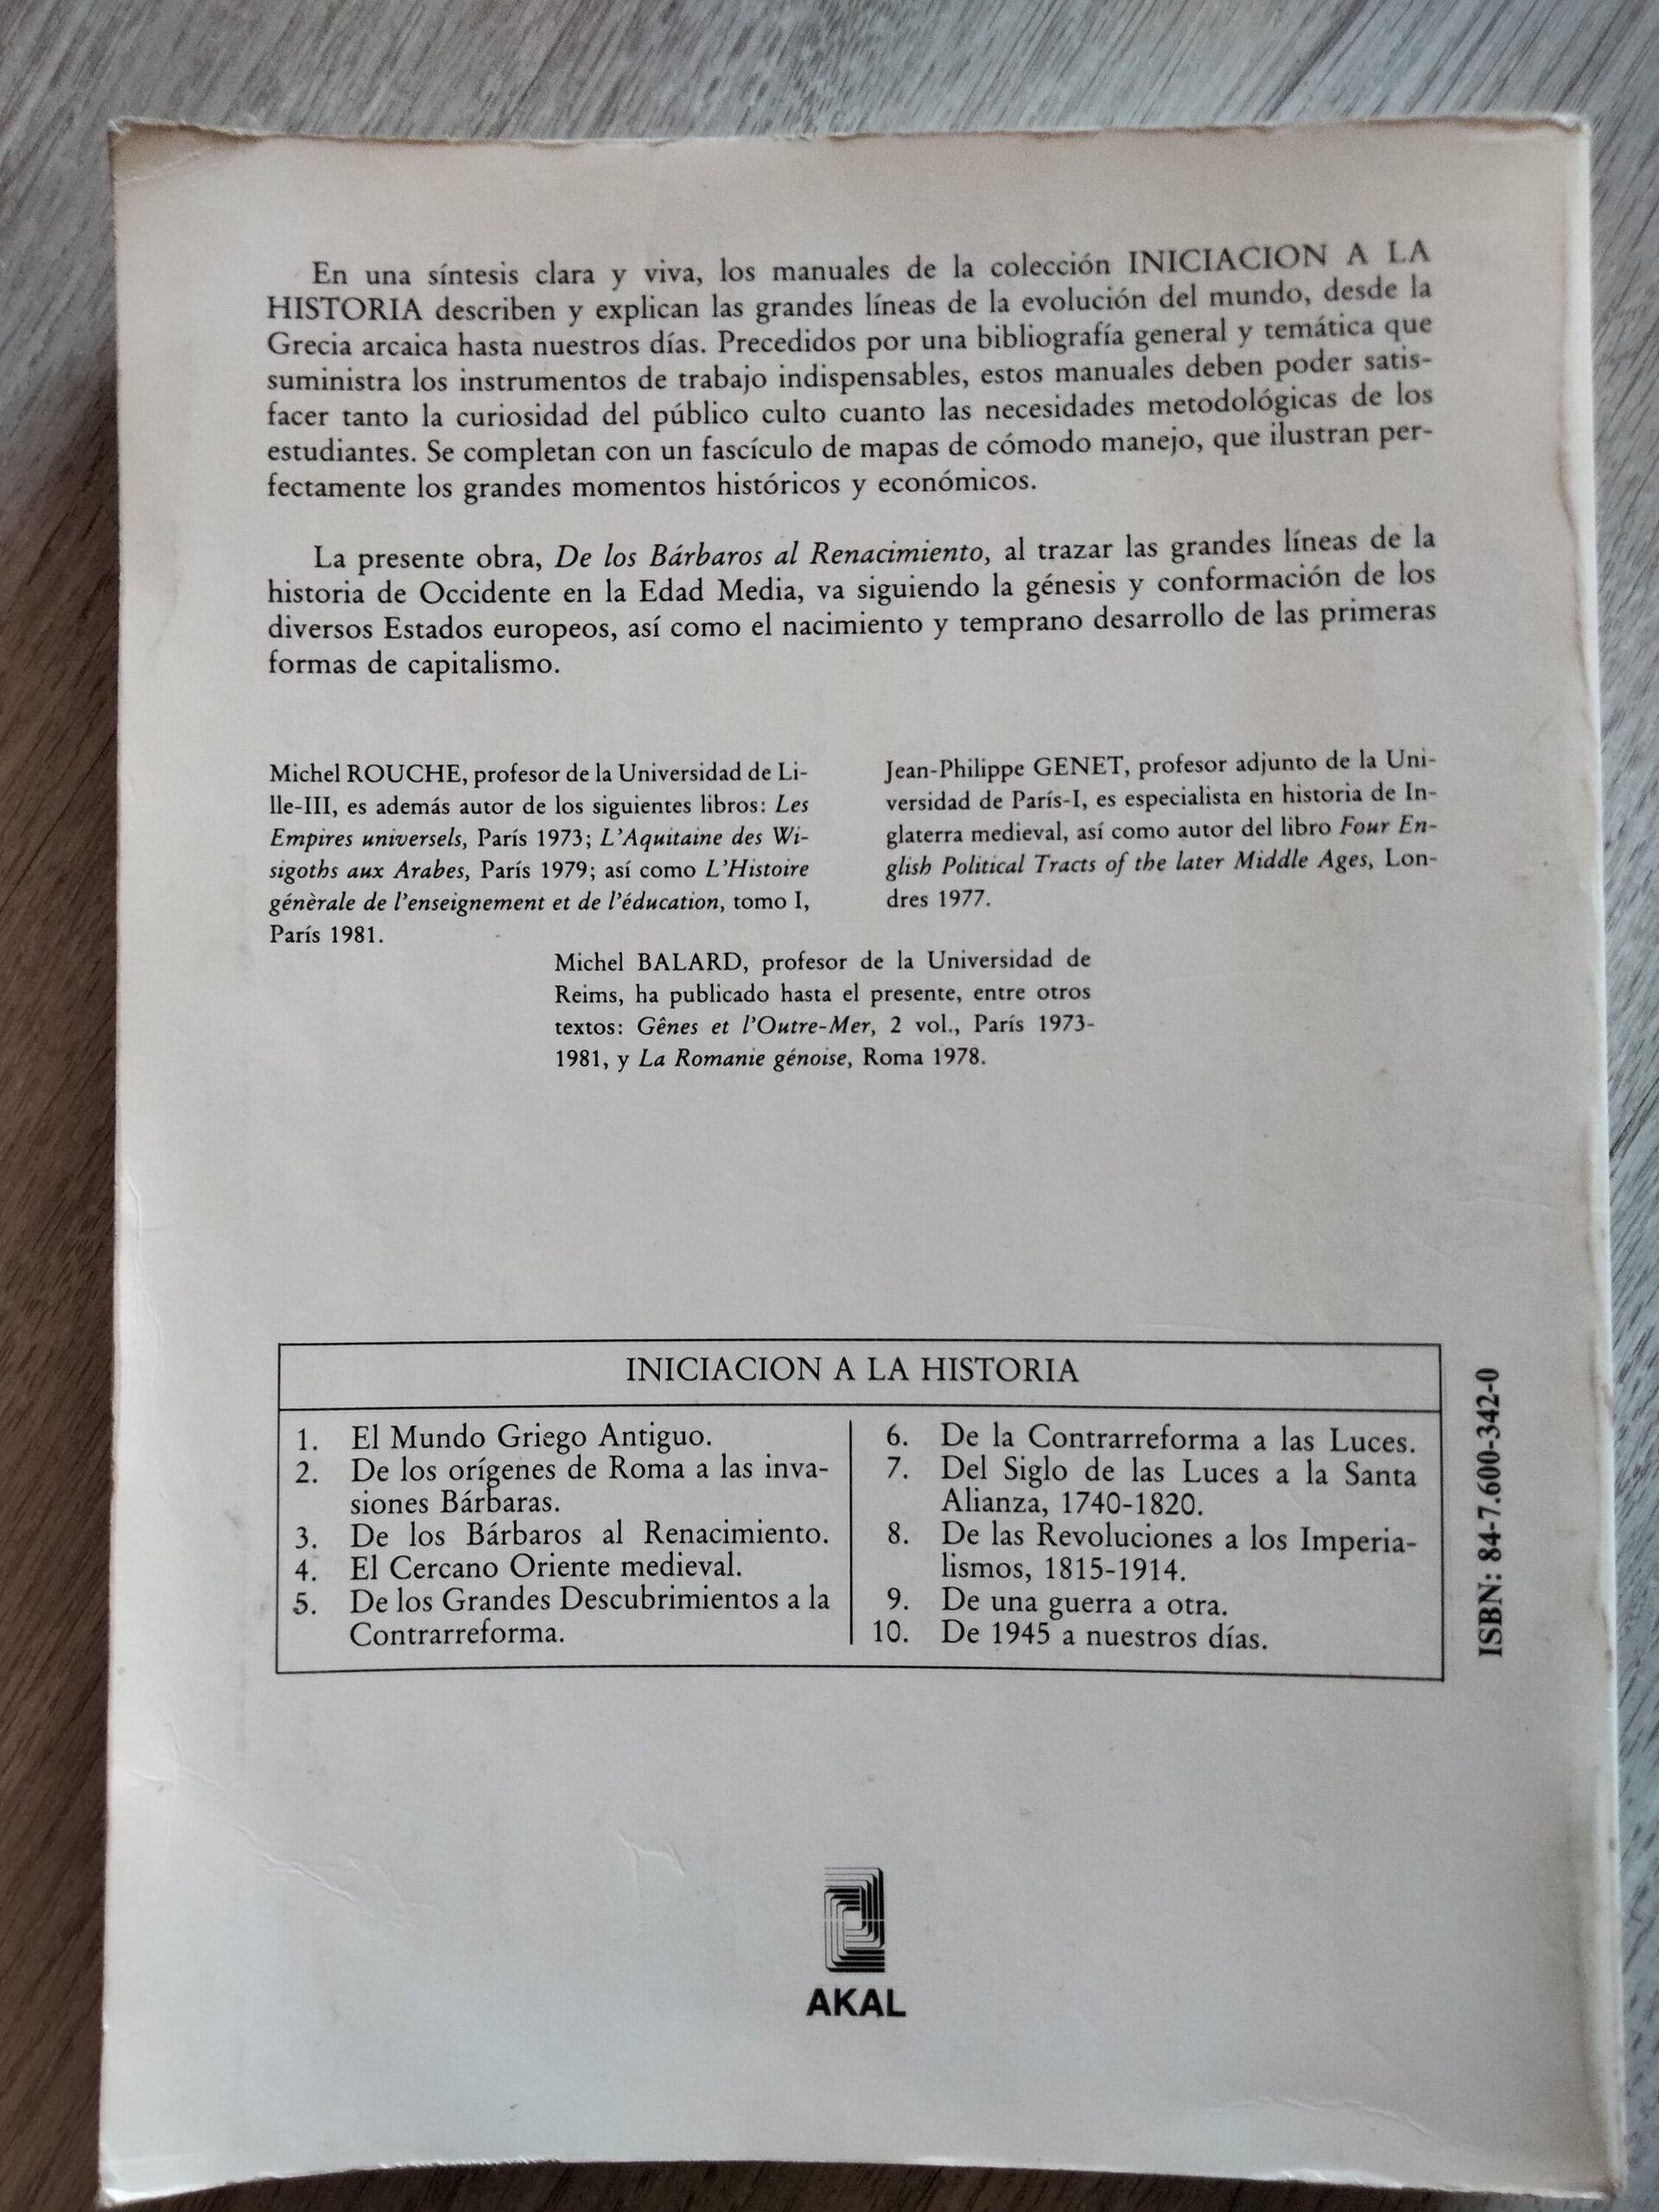 En una síntesis clara y viva, los manuales de la colección INICIACION A LA
HISTORIA describen y explican las grandes líneas de la evolución del mundo, desde la
Grecia arcaica hasta nuestros días. Precedidos por una bibliografía general y temática que
suministra los instrumentos de trabajo indispensables, estos manuales deben poder satis-
facer tanto la curiosidad del público culto cuanto las necesidades metodológicas de los
estudiantes. Se completan con un fascículo de mapas de cómodo manejo, que ilustran per-
fectamente los grandes momentos históricos y económicos.
La presente obra, De los Bárbaros al Renacimiento, al trazar las grandes líneas de la
historia de Occidente en la Edad Media, va siguiendo la génesis y conformación de los
diversos Estados europeos, así como el nacimiento y temprano desarrollo de las primeras
formas de capitalismo.
Michel ROUCHE, profesor de la Universidad de Li-
lle-III, es además autor de los siguientes libros: Les
Empires universels, París 1973; L'Aquitaine des Wi-
sigoths aux Arabes, París 1979; así como L'Histoire
génèrale de l'enseignement et de l'éducation, tomo I,
París 1981.
Jean-Philippe GENET, profesor adjunto de la Uni-
versidad de París-I, es especialista en historia de In-
glaterra medieval, así como autor del libro Four En-
glish Political Tracts of the later Middle Ages, Lon-
dres 1977.
Michel BALARD, profesor de la Universidad de
Reims, ha publicado hasta el presente, entre otros
textos: Gênes et l'Outre-Mer, 2 vol., París 1973-
1981, y La Romanie génoise, Roma 1978.
INICIACION A LA HISTORIA
1. El Mundo Griego Antiguo.
2. De los orígenes de Roma a las inva-
siones Bárbaras.
3. De los Bárbaros al Renacimiento.
4. El Cercano Oriente medieval.
5. De los Grandes Descubrimientos a la
Contrarreforma.
6. De la Contrarreforma a las Luces.
7. Del Siglo de las Luces a la Santa
Alianza, 1740-1820.
8. De las Revoluciones a los Imperia-
lismos, 1815-1914.
9. De una guerra a otra.
10. De 1945 a nuestros días.
ISBN: 84-7.600-342-0
AKAL